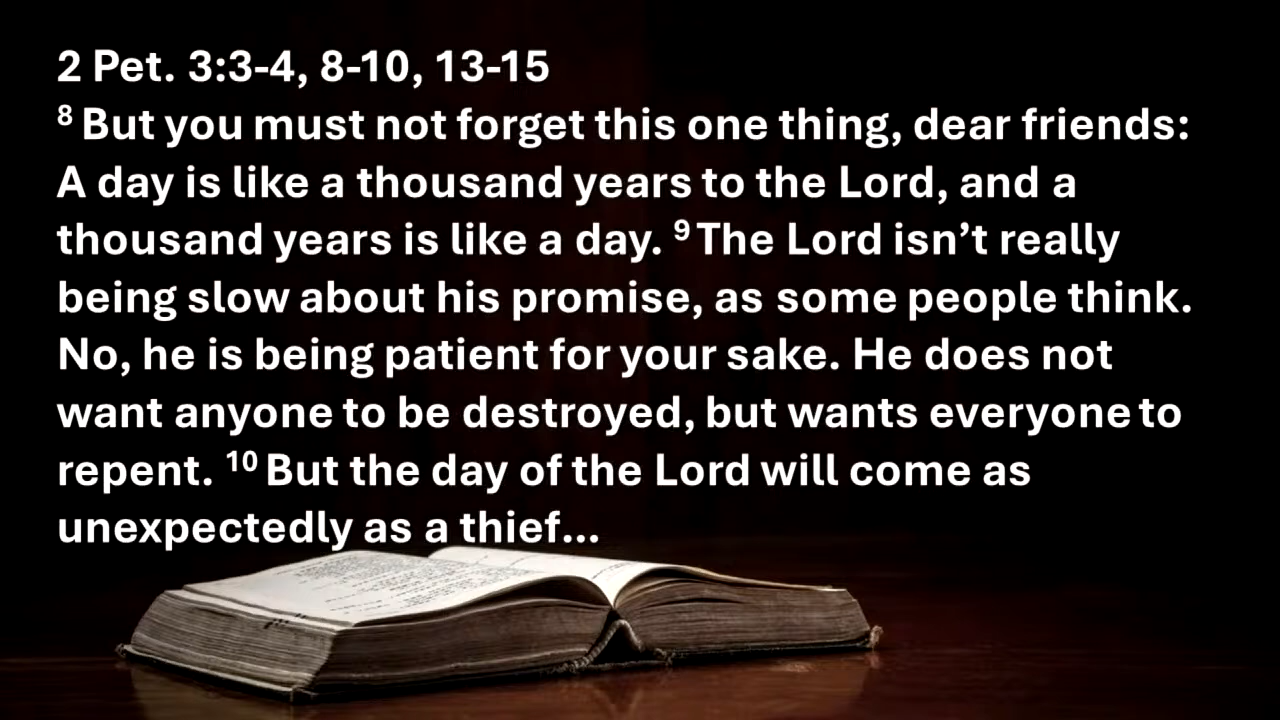 2 Pet. 3:3-4, 8-10, 13-15
⁸ But you must not forget this one thing, dear friends:
A day is like a thousand years to the Lord, and a
thousand years is like a day. ⁹ The Lord isn’t really
being slow about his promise, as some people think.
No, he is being patient for your sake. He does not
want anyone to be destroyed, but wants everyone to
repent. ¹⁰ But the day of the Lord will come as
unexpectedly as a thief…